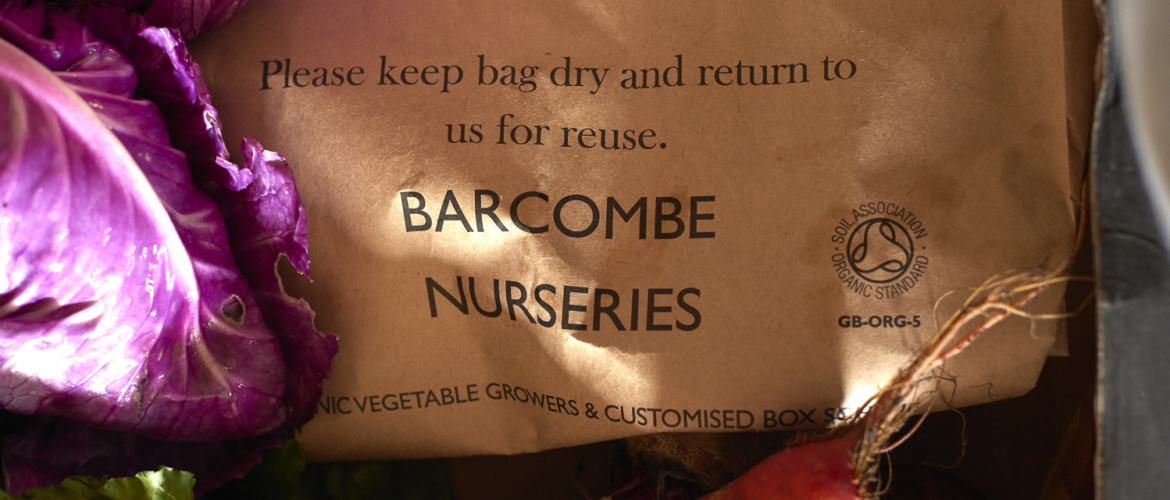 Please keep bag dry and return to
us for reuse.
BARCOMBE
NURSERIES
SOIL ASSOCIATION
ORGANIC STANDARD
GB-ORG-5
VEGETABLE GROWERS & CUSTOMISED BOX